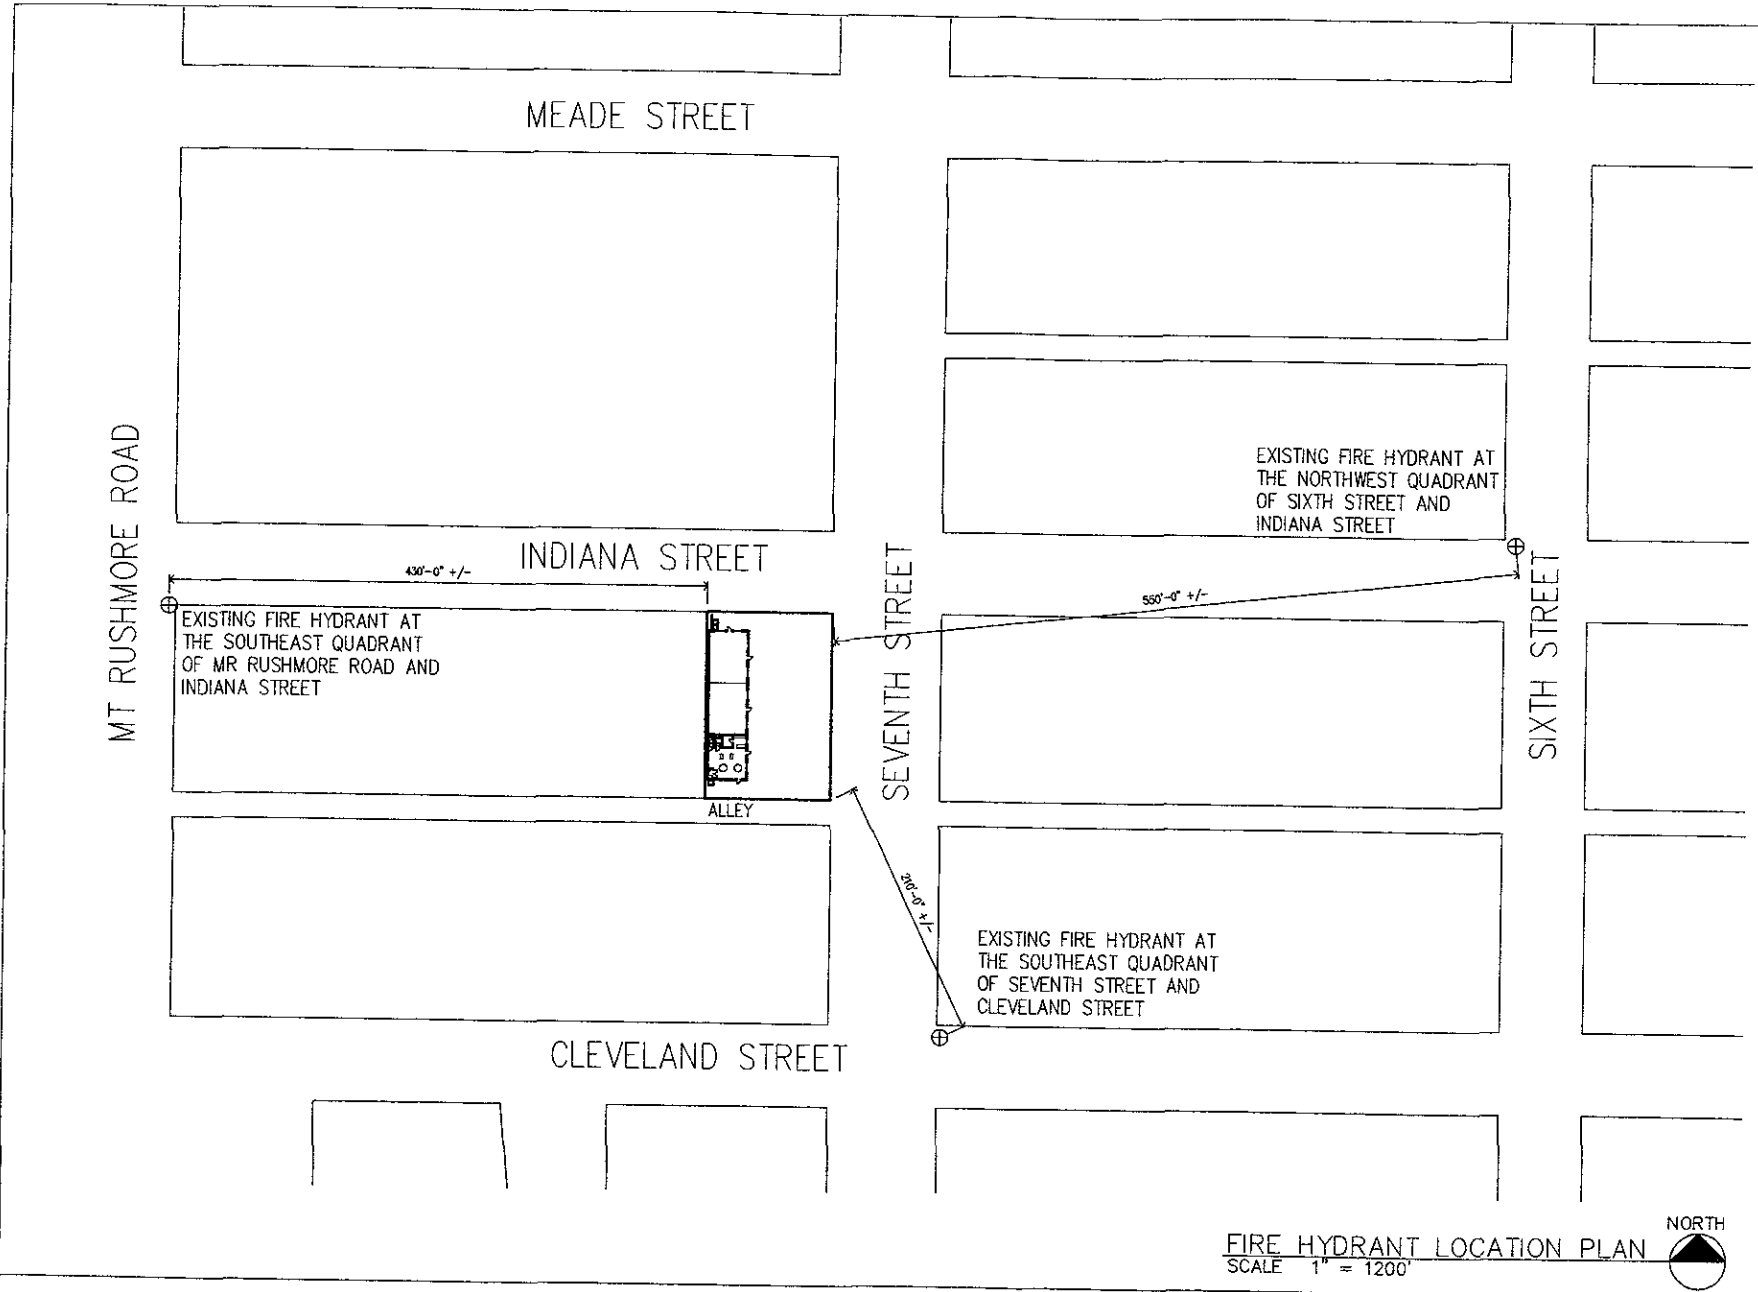 MEADE STREET
MT RUSHMORE ROAD
EXISTING FIRE HYDRANT AT
THE NORTHWEST QUADRANT
OF SIXTH STREET AND
INDIANA STREET
INDIANA STREET
430'-0" +/-
SEVENTH STREET
SIXTH STREET
550'-0" +/-
EXISTING FIRE HYDRANT AT
THE SOUTHEAST QUADRANT
OF MR RUSHMORE ROAD AND
INDIANA STREET
ALLEY
210'-0" +/-
EXISTING FIRE HYDRANT AT
THE SOUTHEAST QUADRANT
OF SEVENTH STREET AND
CLEVELAND STREET
CLEVELAND STREET
NORTH
FIRE HYDRANT LOCATION PLAN
SCALE 1" = 1200'